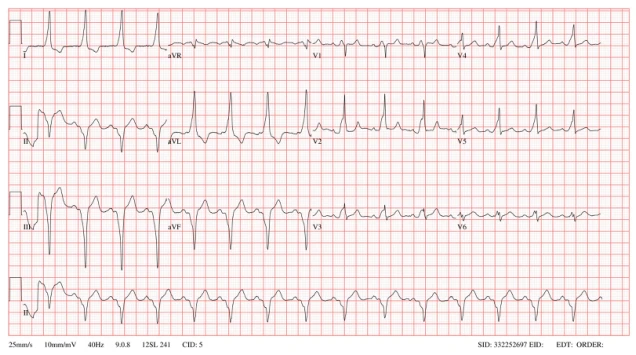 I aVR V1 V4
II aVL V2 V5
III aVF V3 V6
II
25mm/s 10mm/mV 40Hz 9.0.8 12SL 241 CID: 5 SID: 332252697 EID: EDT: ORDER: